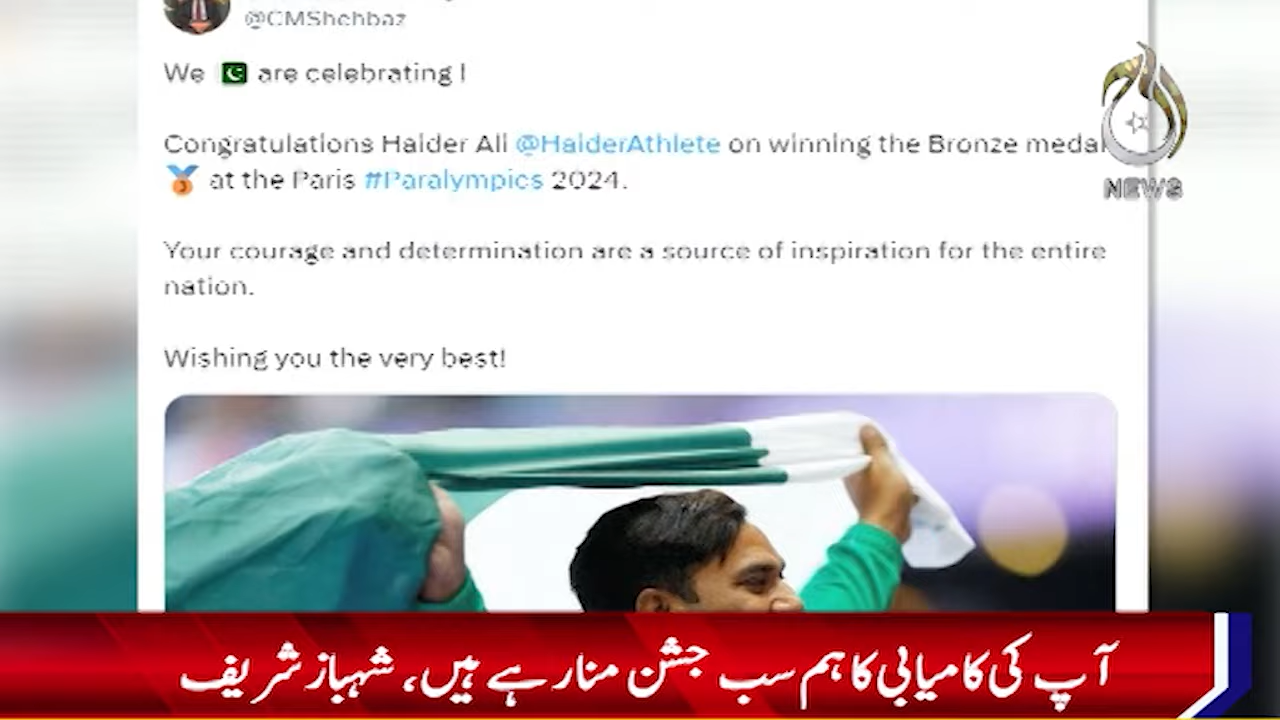 @CMShehbaz
We 🇵🇰 are celebrating !
Congratulations Haider Ali @HaiderAthlete on winning the Bronze medal
🥉 at the Paris #Paralympics 2024.
Your courage and determination are a source of inspiration for the entire
nation.
Wishing you the very best!
NEWS
آپ کی کامیابی کا ہم سب جشن منا رہے ہیں، شہباز شریف